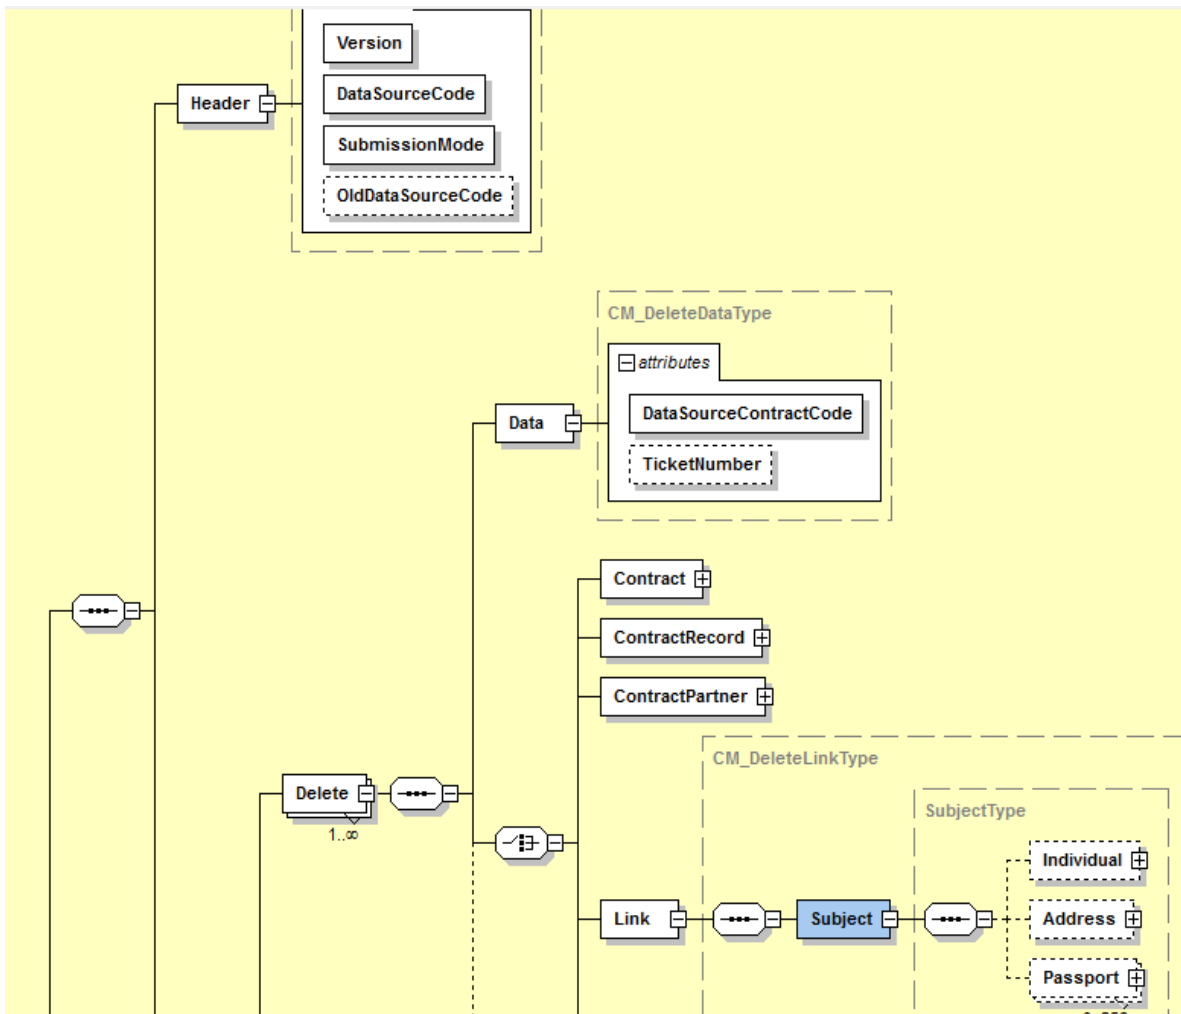 Version
DataSourceCode
Header
SubmissionMode
OldDataSourceCode
CM_DeleteDataType
attributes
DataSourceContractCode
Data
TicketNumber
Contract
ContractRecord
ContractPartner
CM_DeleteLinkType
Delete
1..∞
SubjectType
Individual
Link
Subject
Address
Passport